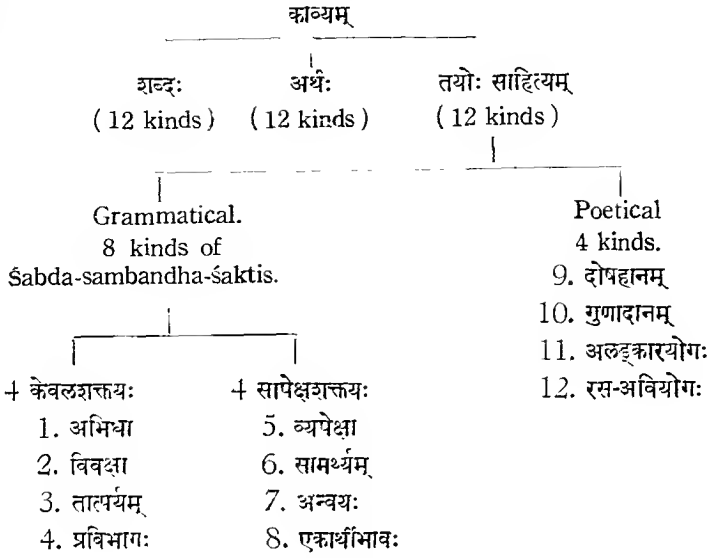 काव्यम्
शब्दः अर्थः तयोः साहित्यम्
( 12 kinds ) ( 12 kinds ) ( 12 kinds )
Grammatical. Poetical
8 kinds of 4 kinds.
Śabda-sambandha-śaktis. 9. दोषहानम्
10. गुणादानम्
11. अलङ्कारयोगः
4 केवलशक्तयः 4 सापेक्षशक्तयः 12. रस-अवियोगः
1. अभिधा 5. व्यपेक्षा
2. विवक्षा 6. सामर्थ्यम्
3. तात्पर्यम् 7. अन्वयः
4. प्रविभागः 8. एकार्थीभावः